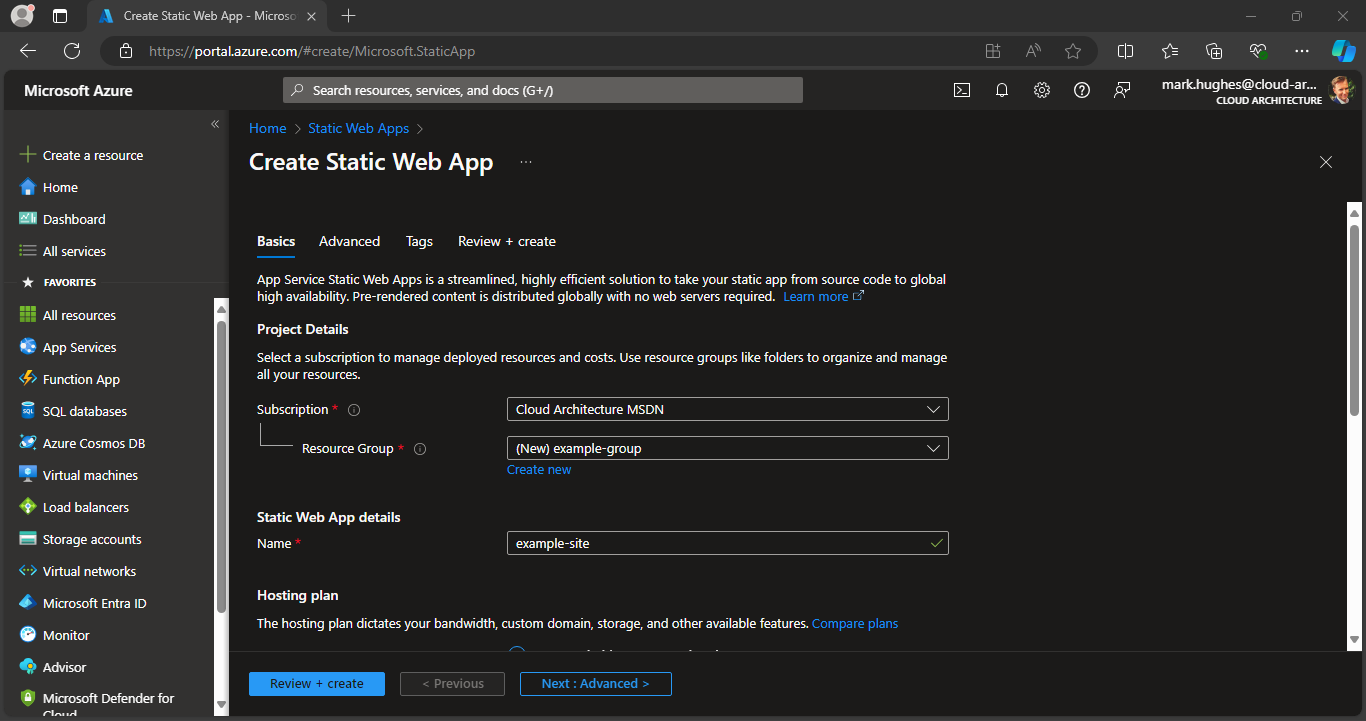 Create Static Web App - Microso
https://portal.azure.com/#create/Microsoft.StaticApp
Microsoft Azure
Search resources, services, and docs (G+/)
mark.hughes@cloud-ar...
CLOUD ARCHITECTURE
Create a resource
Home
Dashboard
All services
FAVORITES
All resources
App Services
Function App
SQL databases
Azure Cosmos DB
Virtual machines
Load balancers
Storage accounts
Virtual networks
Microsoft Entra ID
Monitor
Advisor
Microsoft Defender for
Cloud
Home > Static Web Apps >
Create Static Web App ...
Basics Advanced Tags Review + create
App Service Static Web Apps is a streamlined, highly efficient solution to take your static app from source code to global
high availability. Pre-rendered content is distributed globally with no web servers required. Learn more
Project Details
Select a subscription to manage deployed resources and costs. Use resource groups like folders to organize and manage
all your resources.
Subscription * Cloud Architecture MSDN
Resource Group * (New) example-group
Create new
Static Web App details
Name * example-site
Hosting plan
The hosting plan dictates your bandwidth, custom domain, storage, and other available features. Compare plans
Review + create < Previous Next : Advanced >